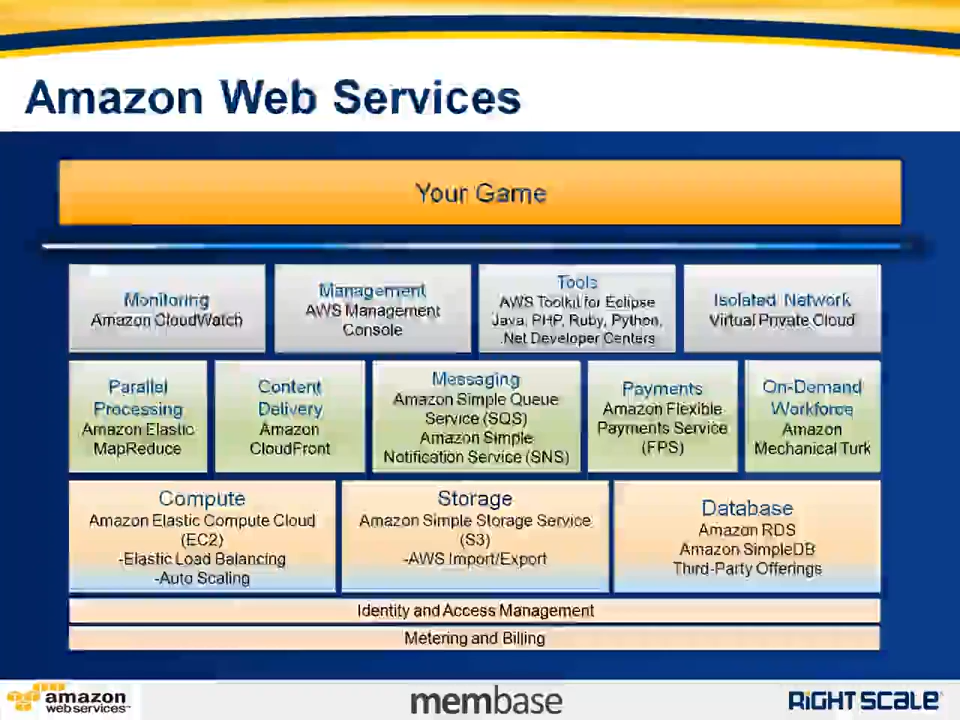 Amazon Web Services
Your Game
Monitoring
Amazon CloudWatch
Management
AWS Management
Console
Tools
AWS Toolkit for Eclipse
Java, PHP, Ruby, Python,
.Net Developer Centers
Isolated Network
Virtual Private Cloud
Parallel
Processing
Amazon Elastic
MapReduce
Content
Delivery
Amazon
CloudFront
Messaging
Amazon Simple Queue
Service (SQS)
Amazon Simple
Notification Service (SNS)
Payments
Amazon Flexible
Payments Service
(FPS)
On-Demand
Workforce
Amazon
Mechanical Turk
Compute
Amazon Elastic Compute Cloud
(EC2)
-Elastic Load Balancing
-Auto Scaling
Storage
Amazon Simple Storage Service
(S3)
-AWS Import/Export
Database
Amazon RDS
Amazon SimpleDB
Third-Party Offerings
Identity and Access Management
Metering and Billing
amazon
web services™
membase
RIGHTSCALE